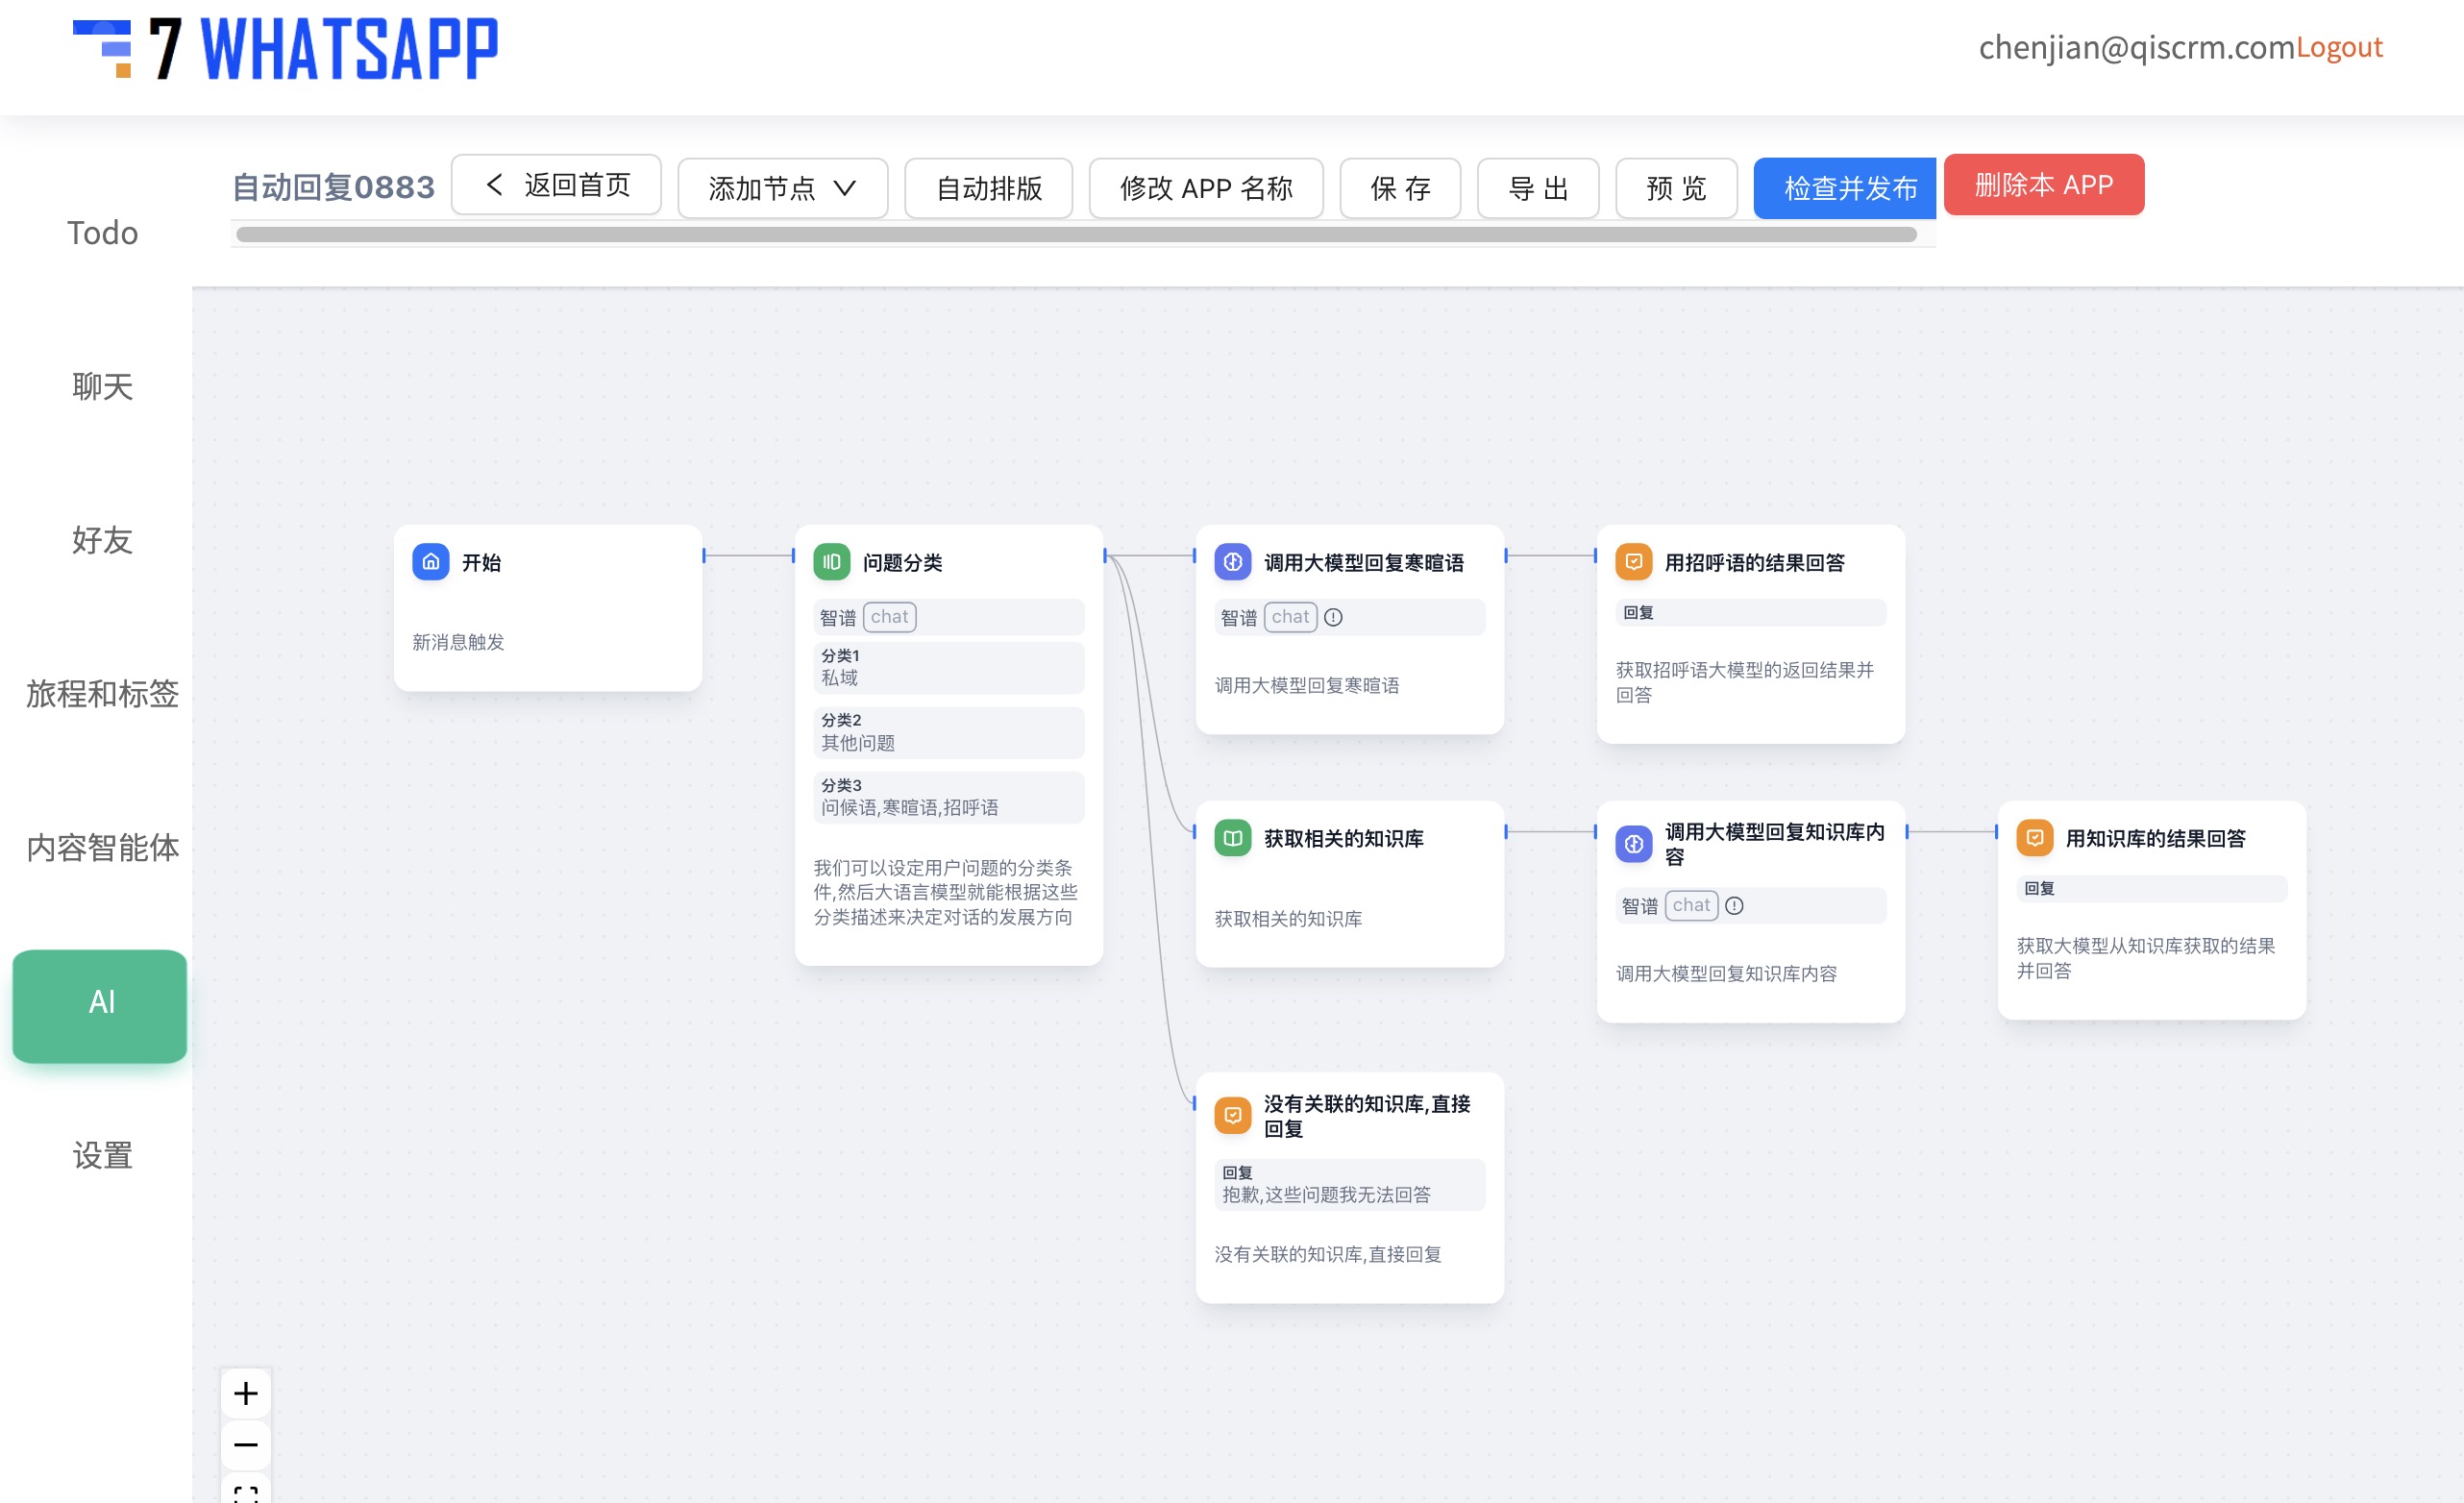 7 WHATSAPP
chenjian@qiscrm.comLogout
自动回复0883
返回首页
添加节点
自动排版
修改 APP 名称
保 存
导 出
预 览
检查并发布
删除本 APP
Todo
聊天
好友
旅程和标签
内容智能体
AI
设置
开始
新消息触发
问题分类
智谱 chat
分类1
私域
分类2
其他问题
分类3
问候语,寒暄语,招呼语
我们可以设定用户问题的分类条
件,然后大语言模型就能根据这些
分类描述来决定对话的发展方向
调用大模型回复寒暄语
智谱 chat
调用大模型回复寒暄语
用招呼语的结果回答
回复
获取招呼语大模型的返回结果并
回答
获取相关的知识库
获取相关的知识库
调用大模型回复知识库内
容
智谱 chat
调用大模型回复知识库内容
用知识库的结果回答
回复
获取大模型从知识库获取的结果
并回答
没有关联的知识库,直接
回复
回复
抱歉,这些问题我无法回答
没有关联的知识库,直接回复